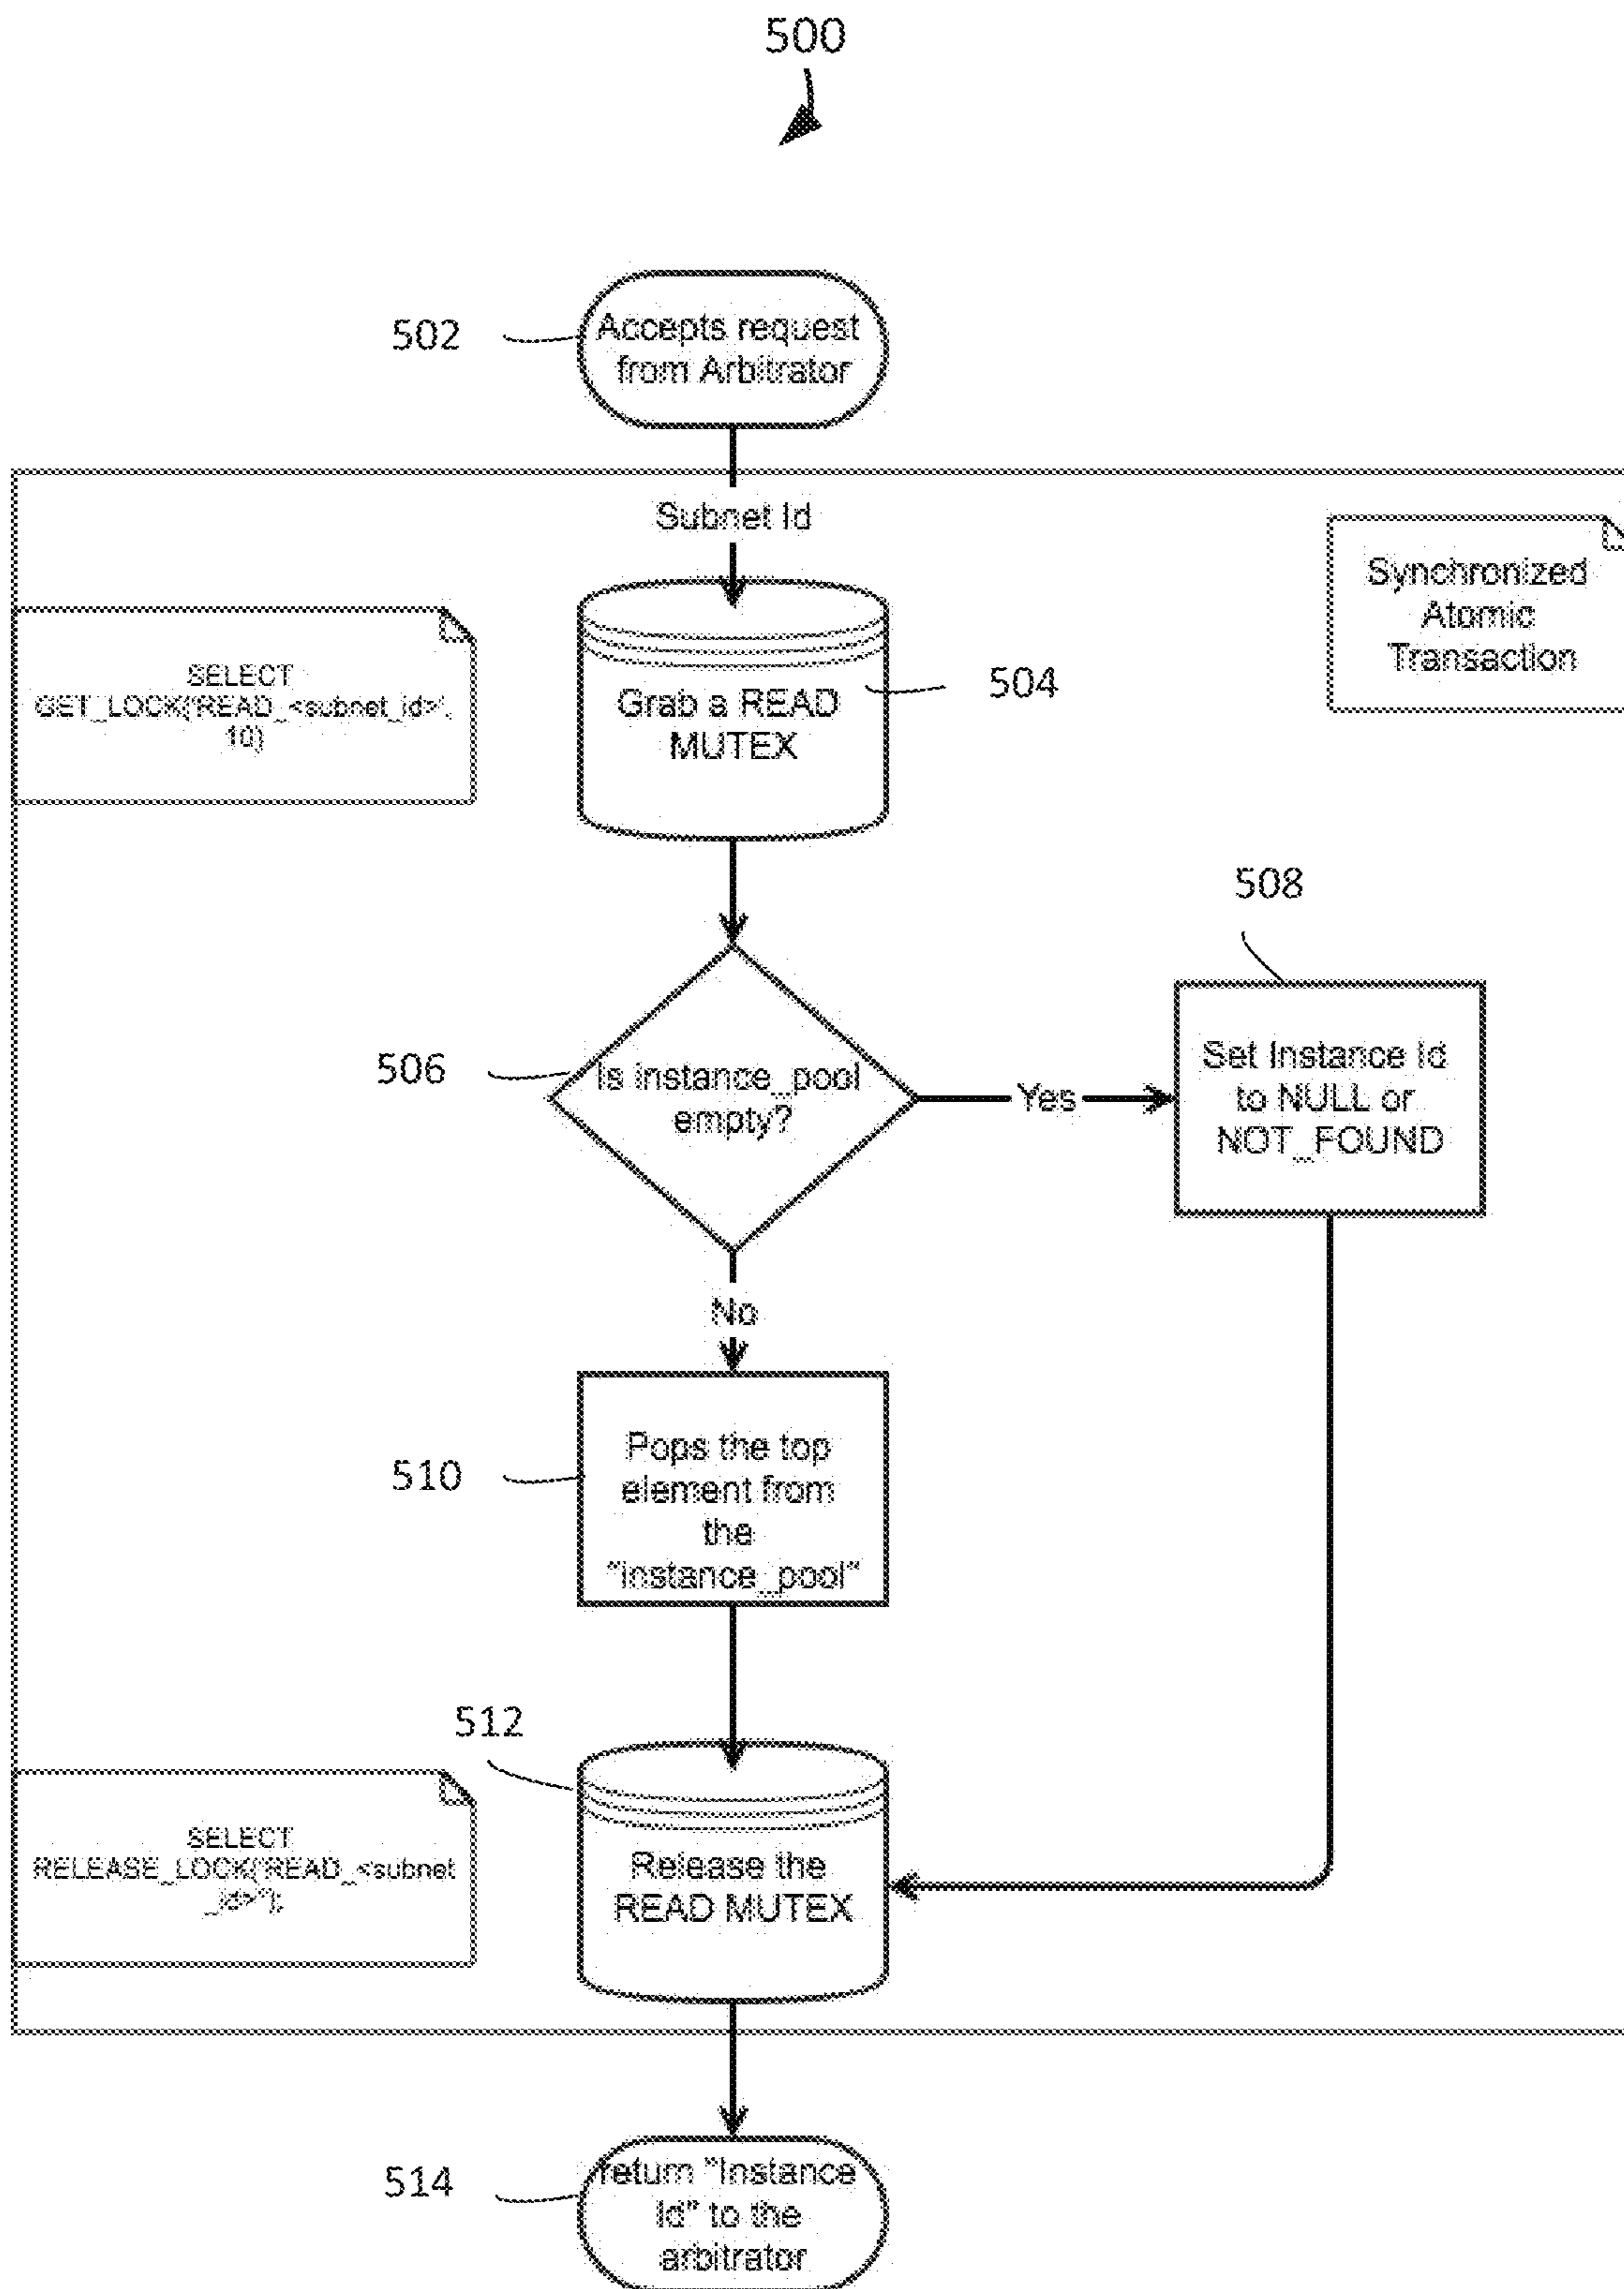 500
502
Accepts request
from Arbitrator
Subnet Id
Synchronized
Atomic
Transaction
SELECT
GET_LOCK('READ_<subnet_id>',
10)
504
Grab a READ
MUTEX
508
506
Is instance_pool
empty?
Yes
Set Instance Id
to NULL or
NOT_FOUND
No
510
Pops the top
element from
the
"instance_pool"
512
SELECT
RELEASE_LOCK('READ_<subnet
_id>");
Release the
READ MUTEX
514
return "Instance
Id" to the
arbitrator